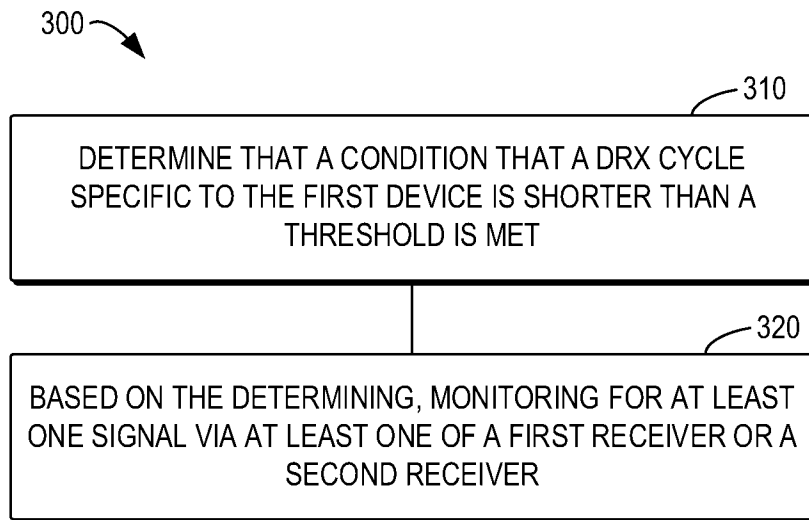 300
310
DETERMINE THAT A CONDITION THAT A DRX CYCLE
SPECIFIC TO THE FIRST DEVICE IS SHORTER THAN A
THRESHOLD IS MET
320
BASED ON THE DETERMINING, MONITORING FOR AT LEAST
ONE SIGNAL VIA AT LEAST ONE OF A FIRST RECEIVER OR A
SECOND RECEIVER